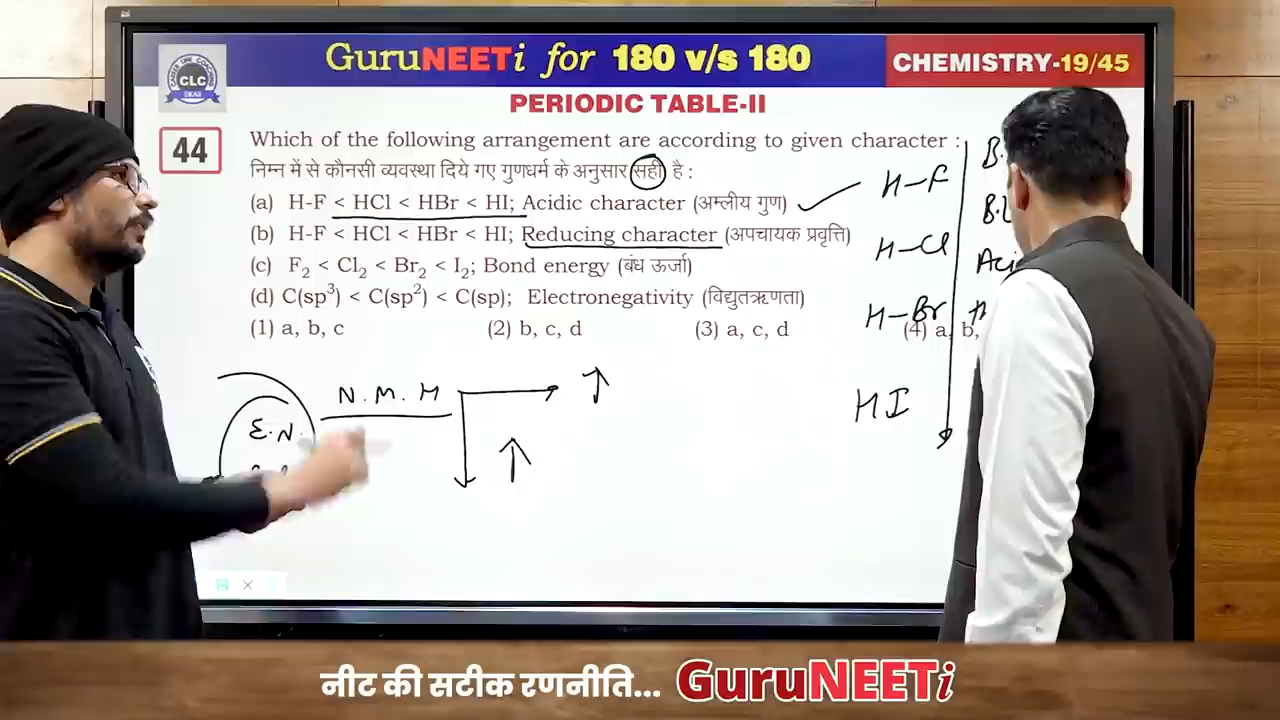 GuruNEETi for 180 v/s 180
CHEMISTRY-19/45
CLC
PERIODIC TABLE-II
44
Which of the following arrangement are according to given character :
निम्न में से कौनसी व्यवस्था दिये गए गुणधर्म के अनुसार सही है :
(a) H-F < HCl < HBr < HI; Acidic character (अम्लीय गुण)
(b) H-F < HCl < HBr < HI; Reducing character (अपचायक प्रवृत्ति)
(c) F₂ < Cl₂ < Br₂ < I₂; Bond energy (बंध ऊर्जा)
(d) C(sp³) < C(sp²) < C(sp); Electronegativity (विद्युतऋणता)
(1) a, b, c (2) b, c, d (3) a, c, d (4) a, b,
H-F
H-Cl
H-Br
HI
B.
Aci
N.M.H
E.N.
नीट की सटीक रणनीति... GuruNEETi